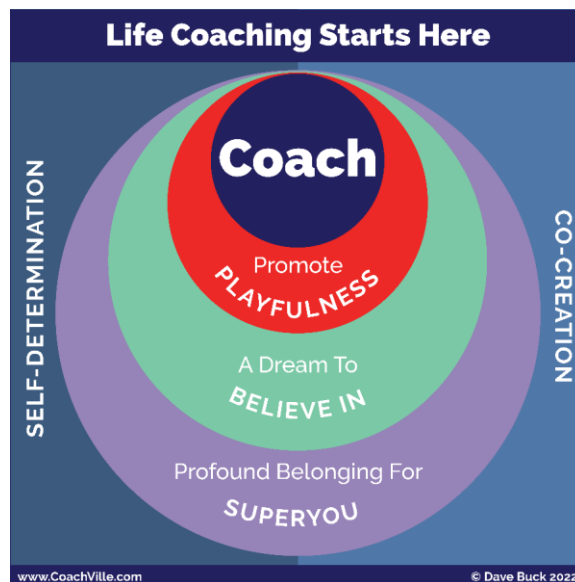 Life Coaching Starts Here
Coach
Promote
PLAYFULNESS
A Dream To
BELIEVE IN
Profound Belonging For
SUPERYOU
SELF-DETERMINATION
CO-CREATION
www.CoachVille.com
© Dave Buck 2022